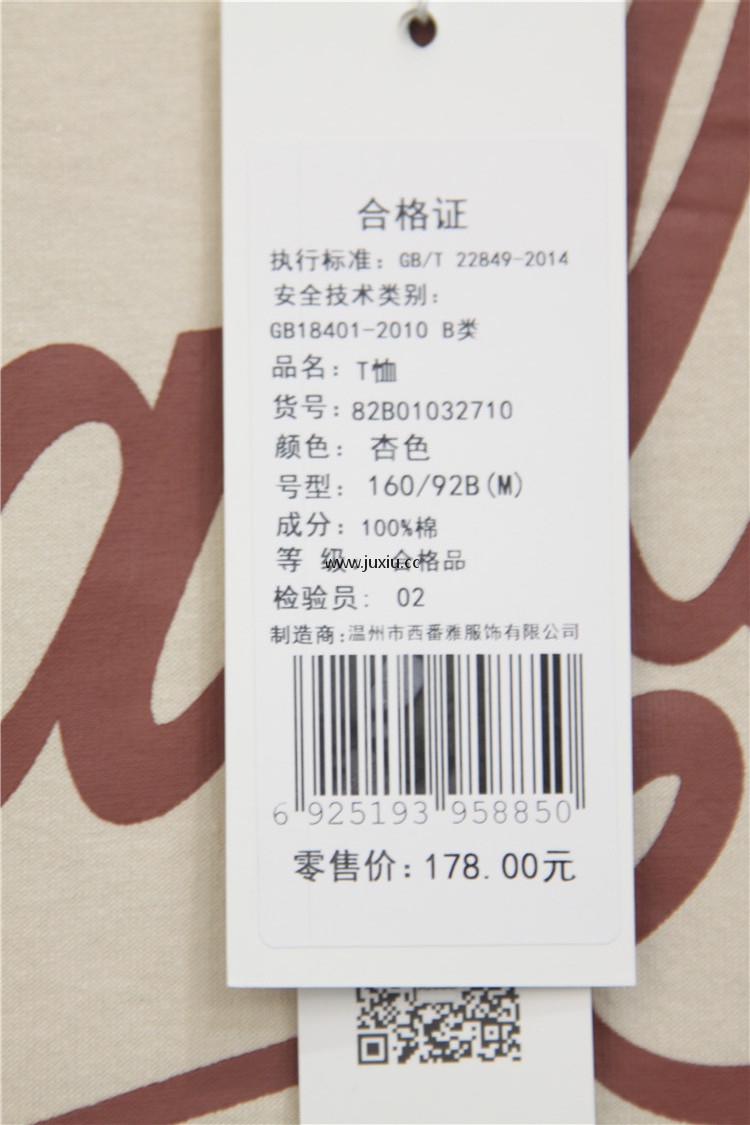 合格证
执行标准：GB/T 22849-2014
安全技术类别：
GB18401-2010 B类
品名：T恤
货号：82B01032710
颜色：杏色
号型：160/92B(M)
成分：100%棉
等 级 合格品
www.juxiu.cc
检验员：02
制造商：温州市西番雅服饰有限公司
6 925193 958850
零售价：178.00元